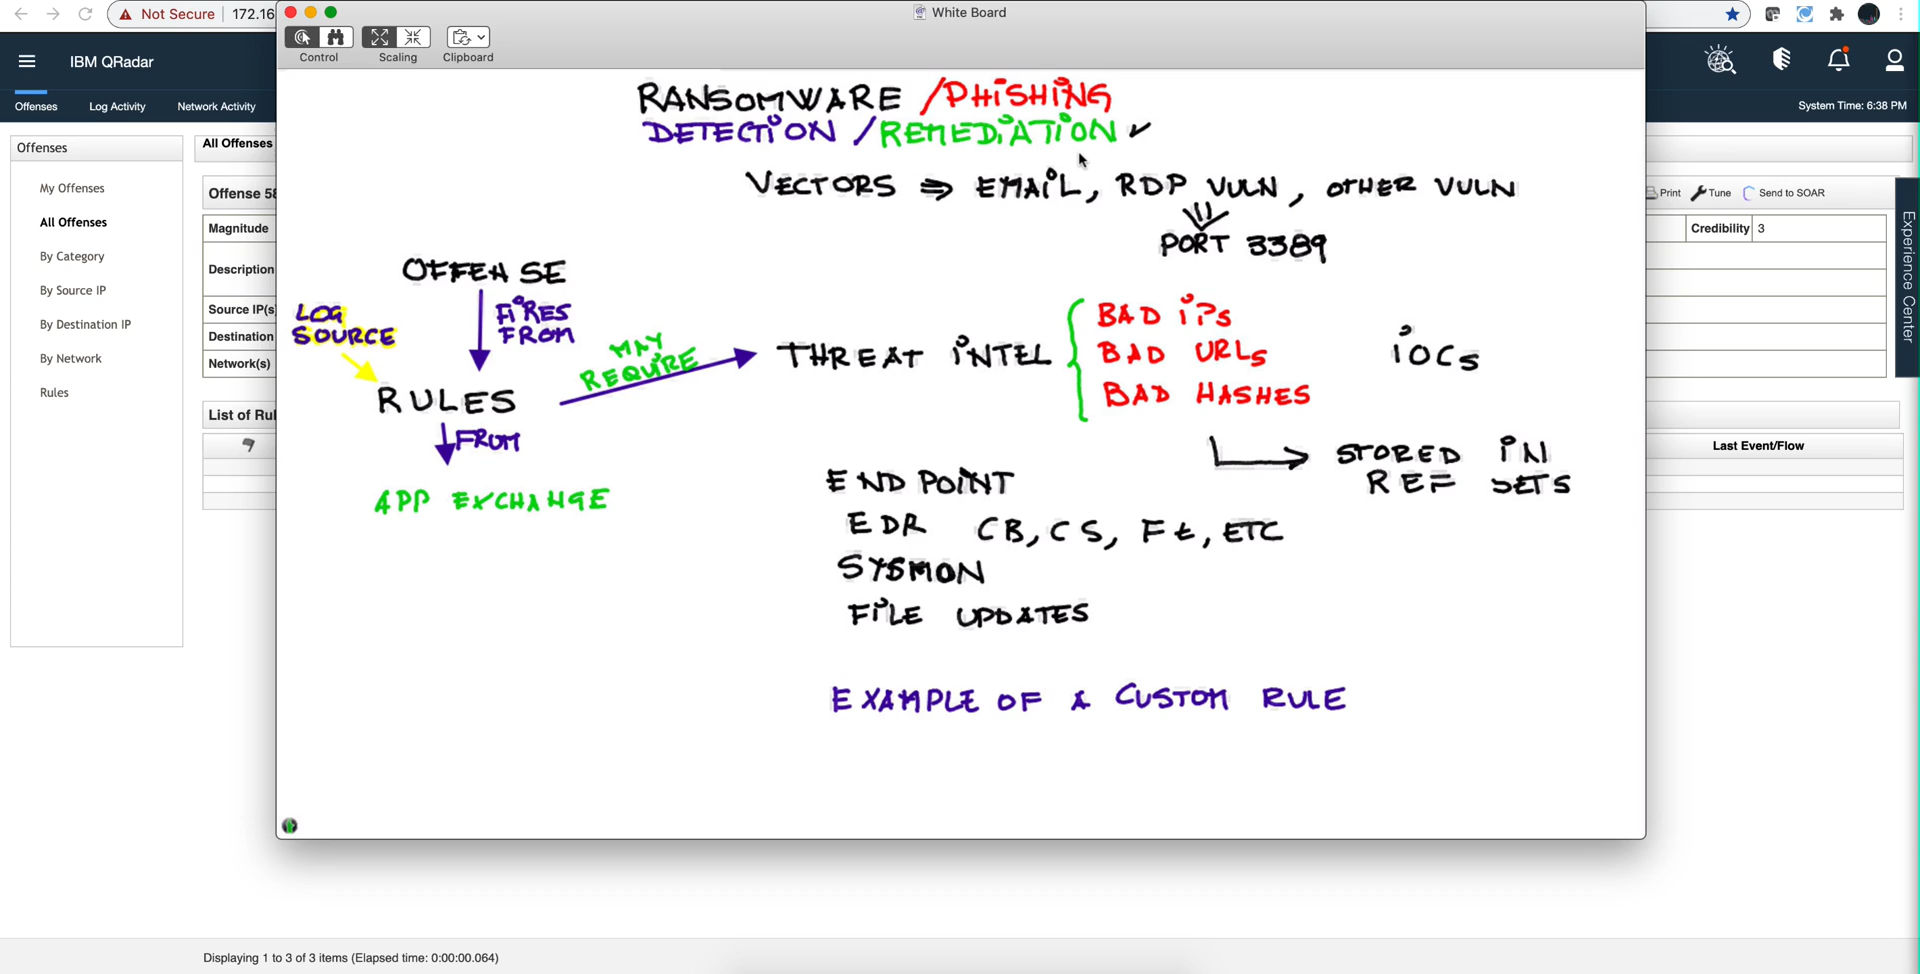 Not Secure 172.16
White Board
Control Scaling Clipboard
IBM QRadar
Offenses Log Activity Network Activity
System Time: 6:38 PM
Offenses
My Offenses
All Offenses
By Category
By Source IP
By Destination IP
By Network
Rules
All Offenses
Offense 58
Print Tune Send to SOAR
Magnitude
Credibility 3
Description
Source IP(s)
Destination
Network(s)
List of Rul
Last Event/Flow
Experience Center
RANSOMWARE /PHISHING
DETECTION /REMEDIATION ✓
VECTORS ⇒ EMAIL, RDP VULN, OTHER VULN
PORT 3389
OFFENSE
FIRES
FROM
LOG
SOURCE
RULES
MAY
REQUIRE
THREAT INTEL
BAD IPs
BAD URLs
BAD HASHES
IOCs
FROM
APP EXCHANGE
STORED IN
REF SETS
END POINT
EDR CB, CS, Ft, ETC
SYSMON
FILE UPDATES
EXAMPLE OF A CUSTOM RULE
Displaying 1 to 3 of 3 items (Elapsed time: 0:00:00.064)